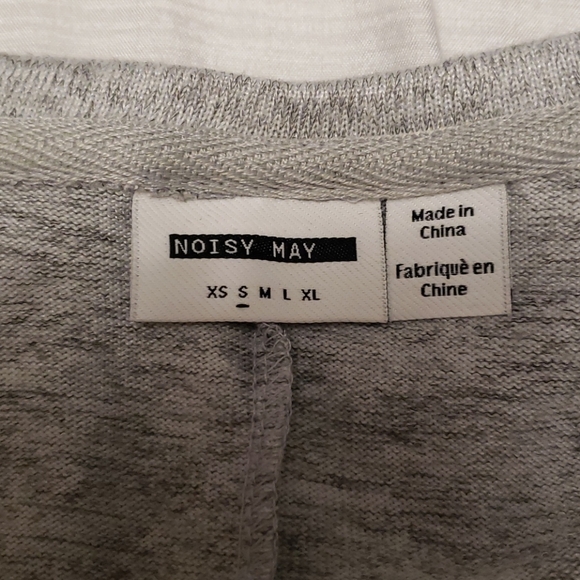 NOISY MAY
XS S M L XL
Made in
China
Fabriquè en
Chine